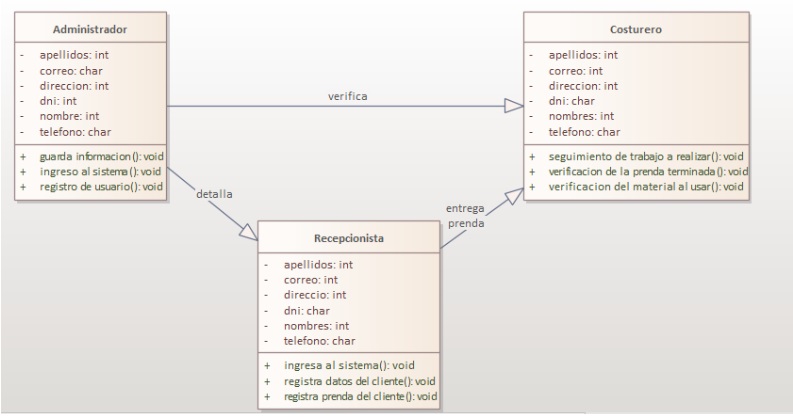 Administrador
- apellidos: int
- correo: char
- direccion: int
- dni: int
- nombre: int
- telefono: char
+ guarda informacion(): void
+ ingreso al sistema(): void
+ registro de usuario(): void
verifica
Costurero
- apellidos: int
- correo: int
- direccion: int
- dni: char
- nombres: int
- telefono: char
+ seguimiento de trabajo a realizar(): void
+ verificacion de la prenda terminada(): void
+ verificacion del material al usar(): void
detalla
entrega
prenda
Recepcionista
- apellidos: int
- correo: int
- direccio: int
- dni: char
- nombres: int
- telefono: char
+ ingresa al sistema(): void
+ registra datos del cliente(): void
+ registra prenda del cliente(): void